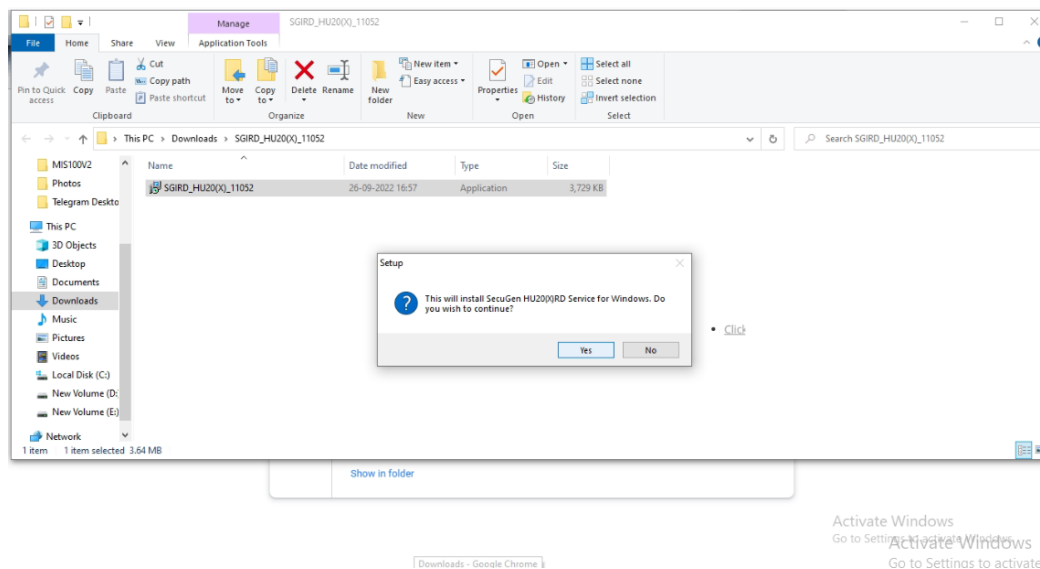 Manage
SGIRD_HU20(X)_11052
File
Home
Share
View
Application Tools
Pin to Quick access
Copy
Paste
Cut
Copy path
Paste shortcut
Clipboard
Move to
Copy to
Delete
Rename
Organize
New folder
New item
Easy access
New
Properties
Open
Edit
History
Open
Select all
Select none
Invert selection
Select
This PC > Downloads > SGIRD_HU20(X)_11052
Search SGIRD_HU20(X)_11052
MIS100V2
Photos
Telegram Deskto
This PC
3D Objects
Desktop
Documents
Downloads
Music
Pictures
Videos
Local Disk (C:)
New Volume (D:
New Volume (E:)
Network
Name
Date modified
Type
Size
SGIRD_HU20(X)_11052
26-09-2022 16:57
Application
3,729 KB
Setup
This will install SecuGen HU20(X)RD Service for Windows. Do
you wish to continue?
Yes
No
Click
1 item
1 item selected 3.64 MB
Show in folder
Downloads - Google Chrome
Activate Windows
Go to Settings to activate Windows.
Activate Windows
Go to Settings to activate